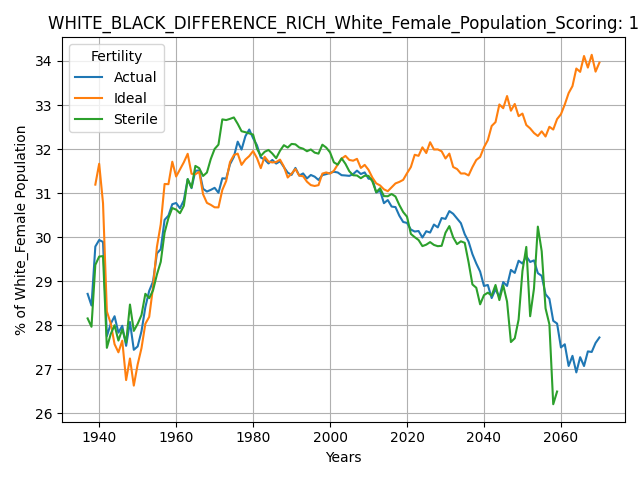 WHITE_BLACK_DIFFERENCE_RICH_White_Female_Population_Scoring: 1
Fertility
Actual
Ideal
Sterile
% of White_Female Population
34
33
32
31
30
29
28
27
26
1940
1960
1980
2000
2020
2040
2060
Years